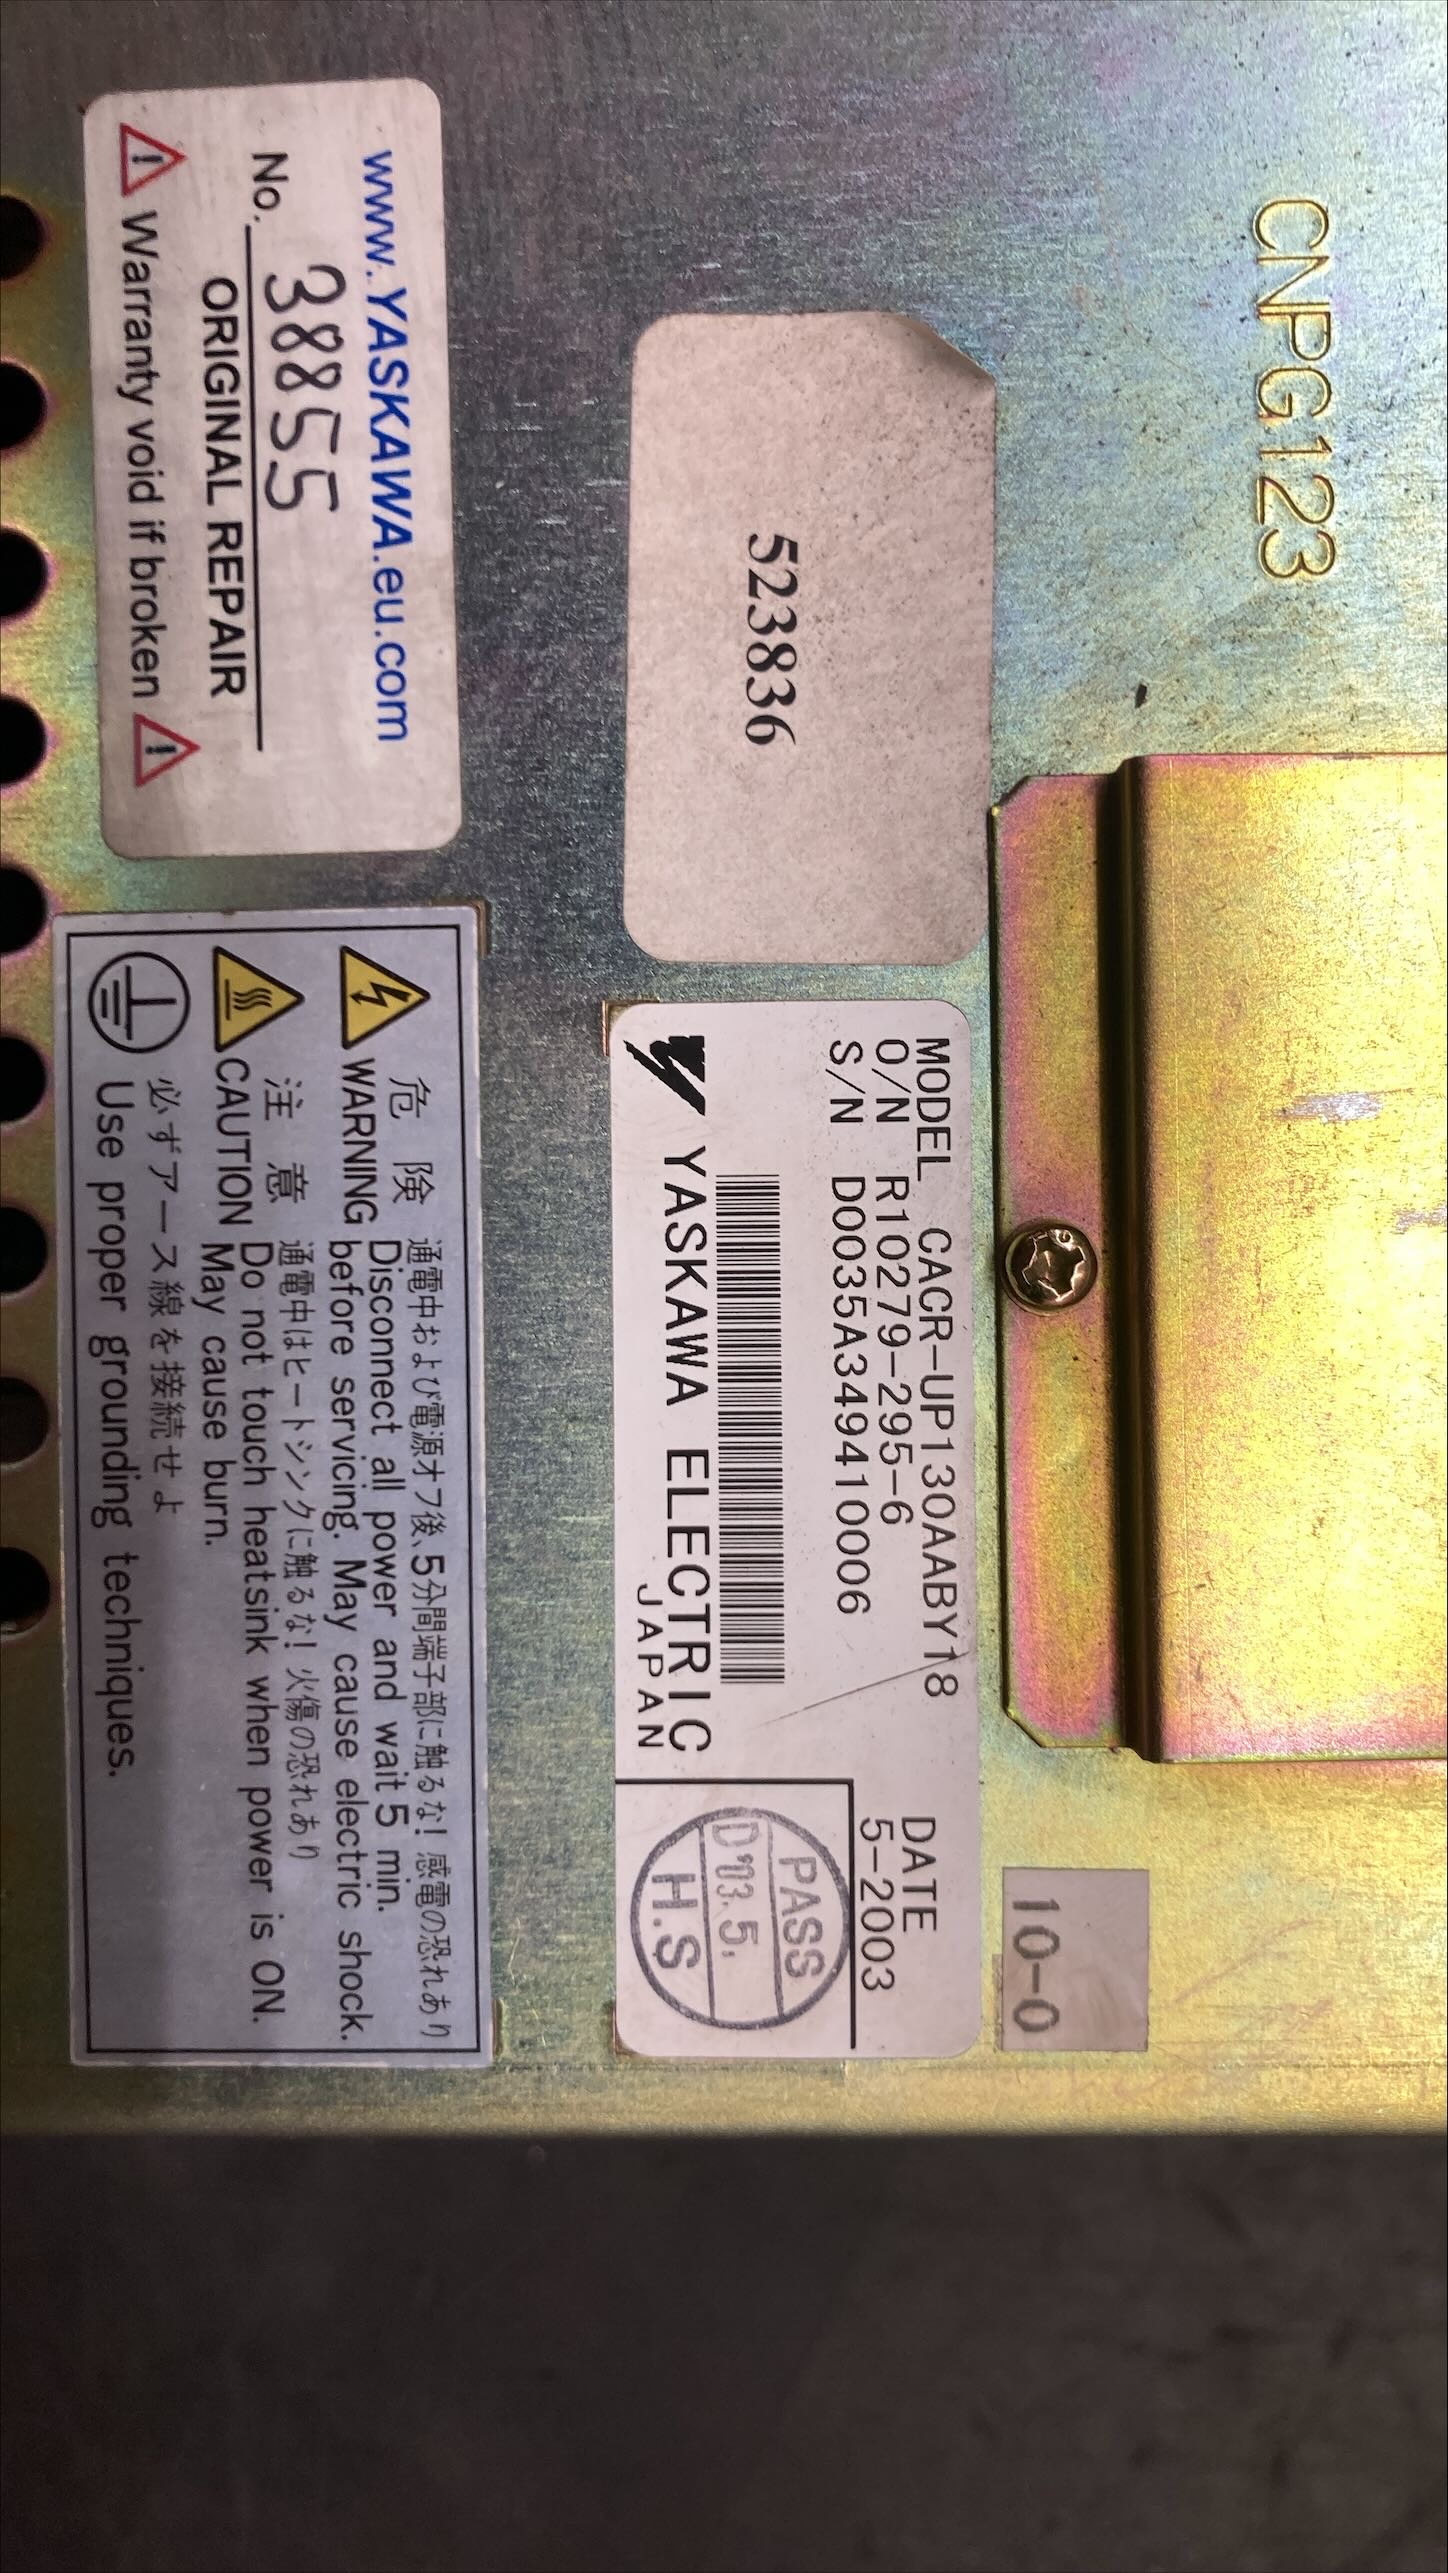 CNPG123
www.YASKAWA.eu.com
No. 38855
ORIGINAL REPAIR
Warranty void if broken
523836
10-0
MODEL CACR-UP130AABY18
O/N R10279-295-6
S/N D0035A349410006
YASKAWA ELECTRIC
JAPAN
DATE
5-2003
PASS
D'03.5.
H.S
危険 通電中および電源オフ後、5分間端子部に触るな! 感電の恐れあり
WARNING Disconnect all power and wait 5 min.
before servicing. May cause electric shock.
注意 通電中はヒートシンクに触るな! 火傷の恐れあり
CAUTION Do not touch heatsink when power is ON.
May cause burn.
必ずアース線を接続せよ
Use proper grounding techniques.